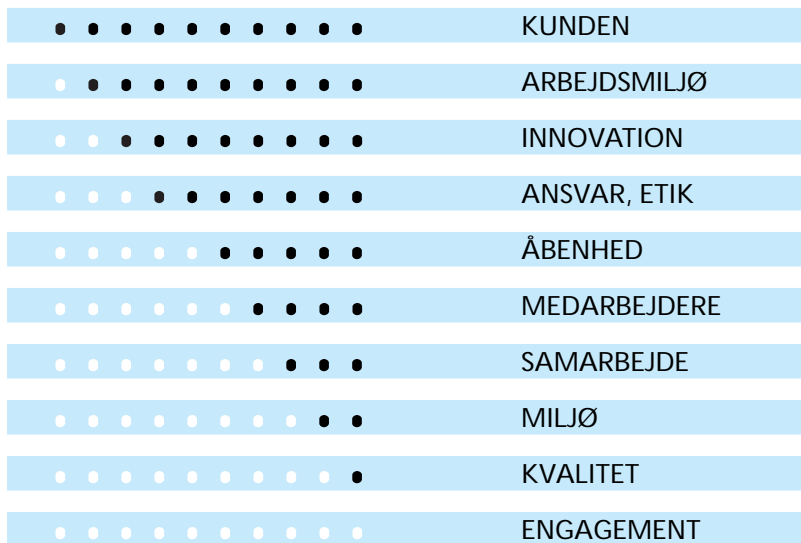 KUNDEN
ARBEJDSMILJØ
INNOVATION
ANSVAR, ETIK
ÅBENHED
MEDARBEJDERE
SAMARBEJDE
MILJØ
KVALITET
ENGAGEMENT